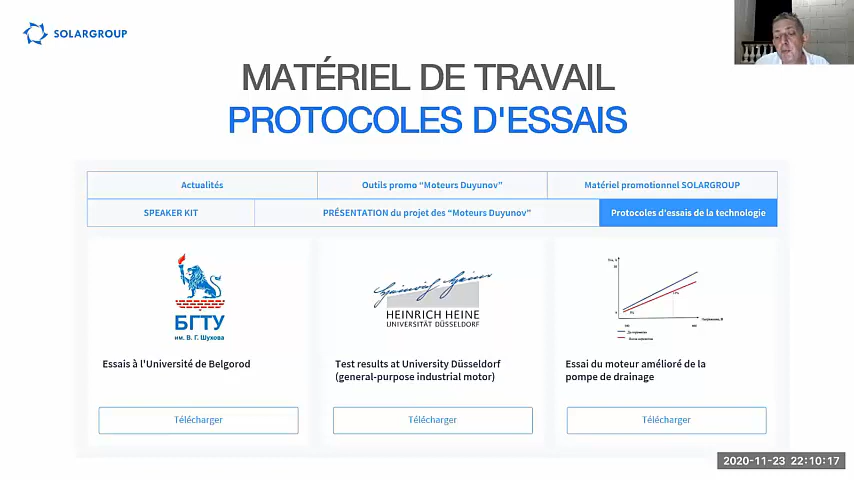 SOLARGROUP
MATÉRIEL DE TRAVAIL
PROTOCOLES D'ESSAIS
Actualités
Outils promo “Moteurs Duyunov”
Matériel promotionnel SOLARGROUP
SPEAKER KIT
PRÉSENTATION du projet des “Moteurs Duyunov”
Protocoles d'essais de la technologie
БГТУ
им. В. Г. Шухова
HEINRICH HEINE
UNIVERSITÄT DÜSSELDORF
Essais à l'Université de Belgorod
Test results at University Düsseldorf
(general-purpose industrial motor)
Essai du moteur amélioré de la
pompe de drainage
Télécharger
Télécharger
Télécharger
2020-11-23 22:10:17